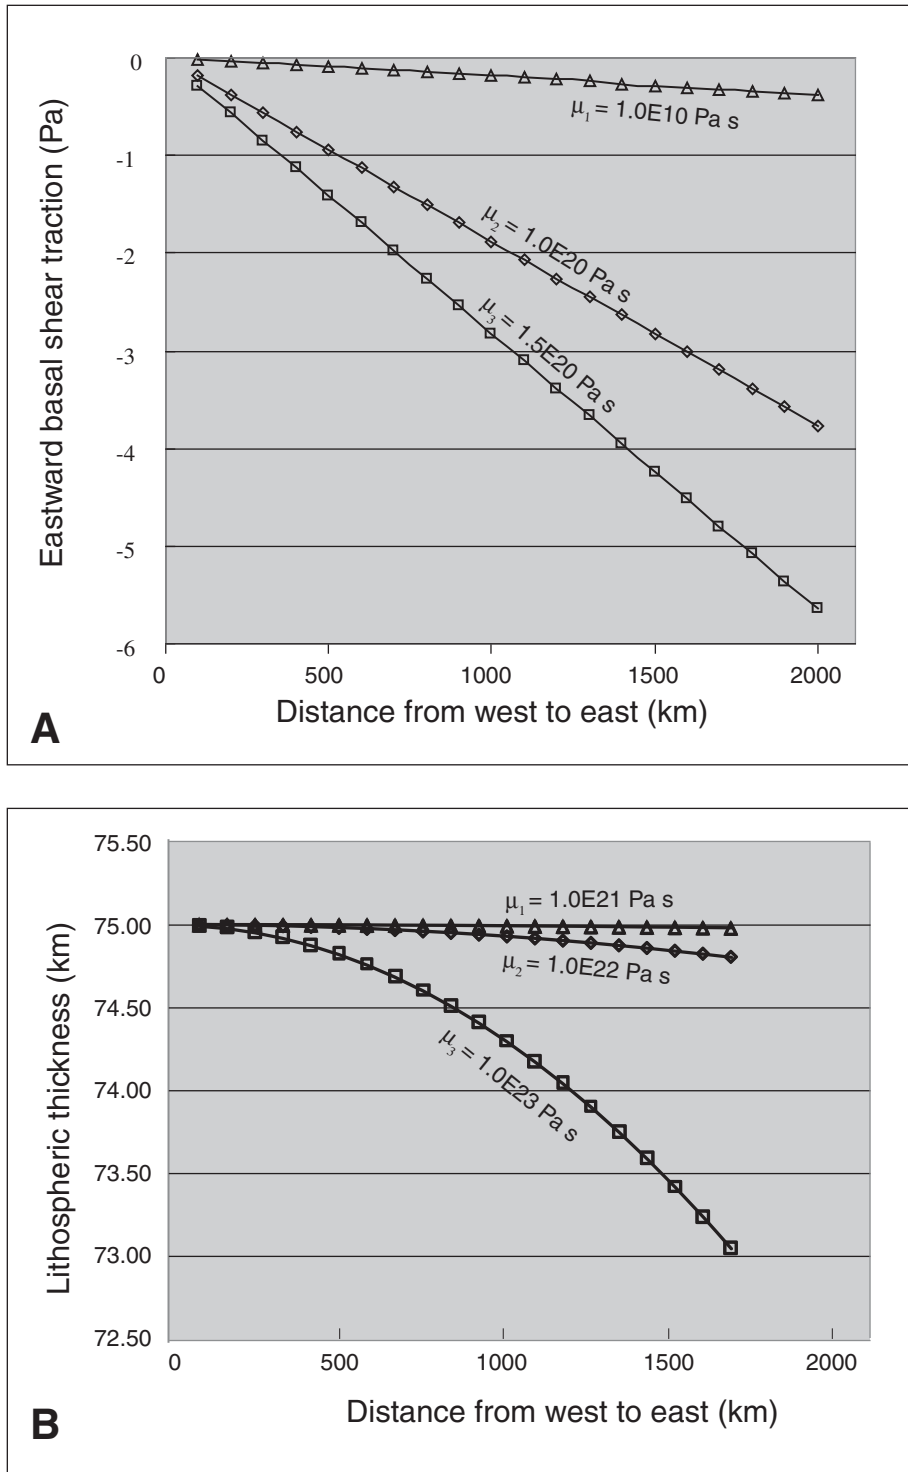 0
-1
-2
-3
-4
-5
-6
Eastward basal shear traction (Pa)
μ₁ = 1.0E10 Pa s
μ₂ = 1.0E20 Pa s
μ₃ = 1.5E20 Pa s
0 500 1000 1500 2000
Distance from west to east (km)
A
75.50
75.00
74.50
74.00
73.50
73.00
72.50
Lithospheric thickness (km)
μ₁ = 1.0E21 Pa s
μ₂ = 1.0E22 Pa s
μ₃ = 1.0E23 Pa s
0 500 1000 1500 2000
Distance from west to east (km)
B